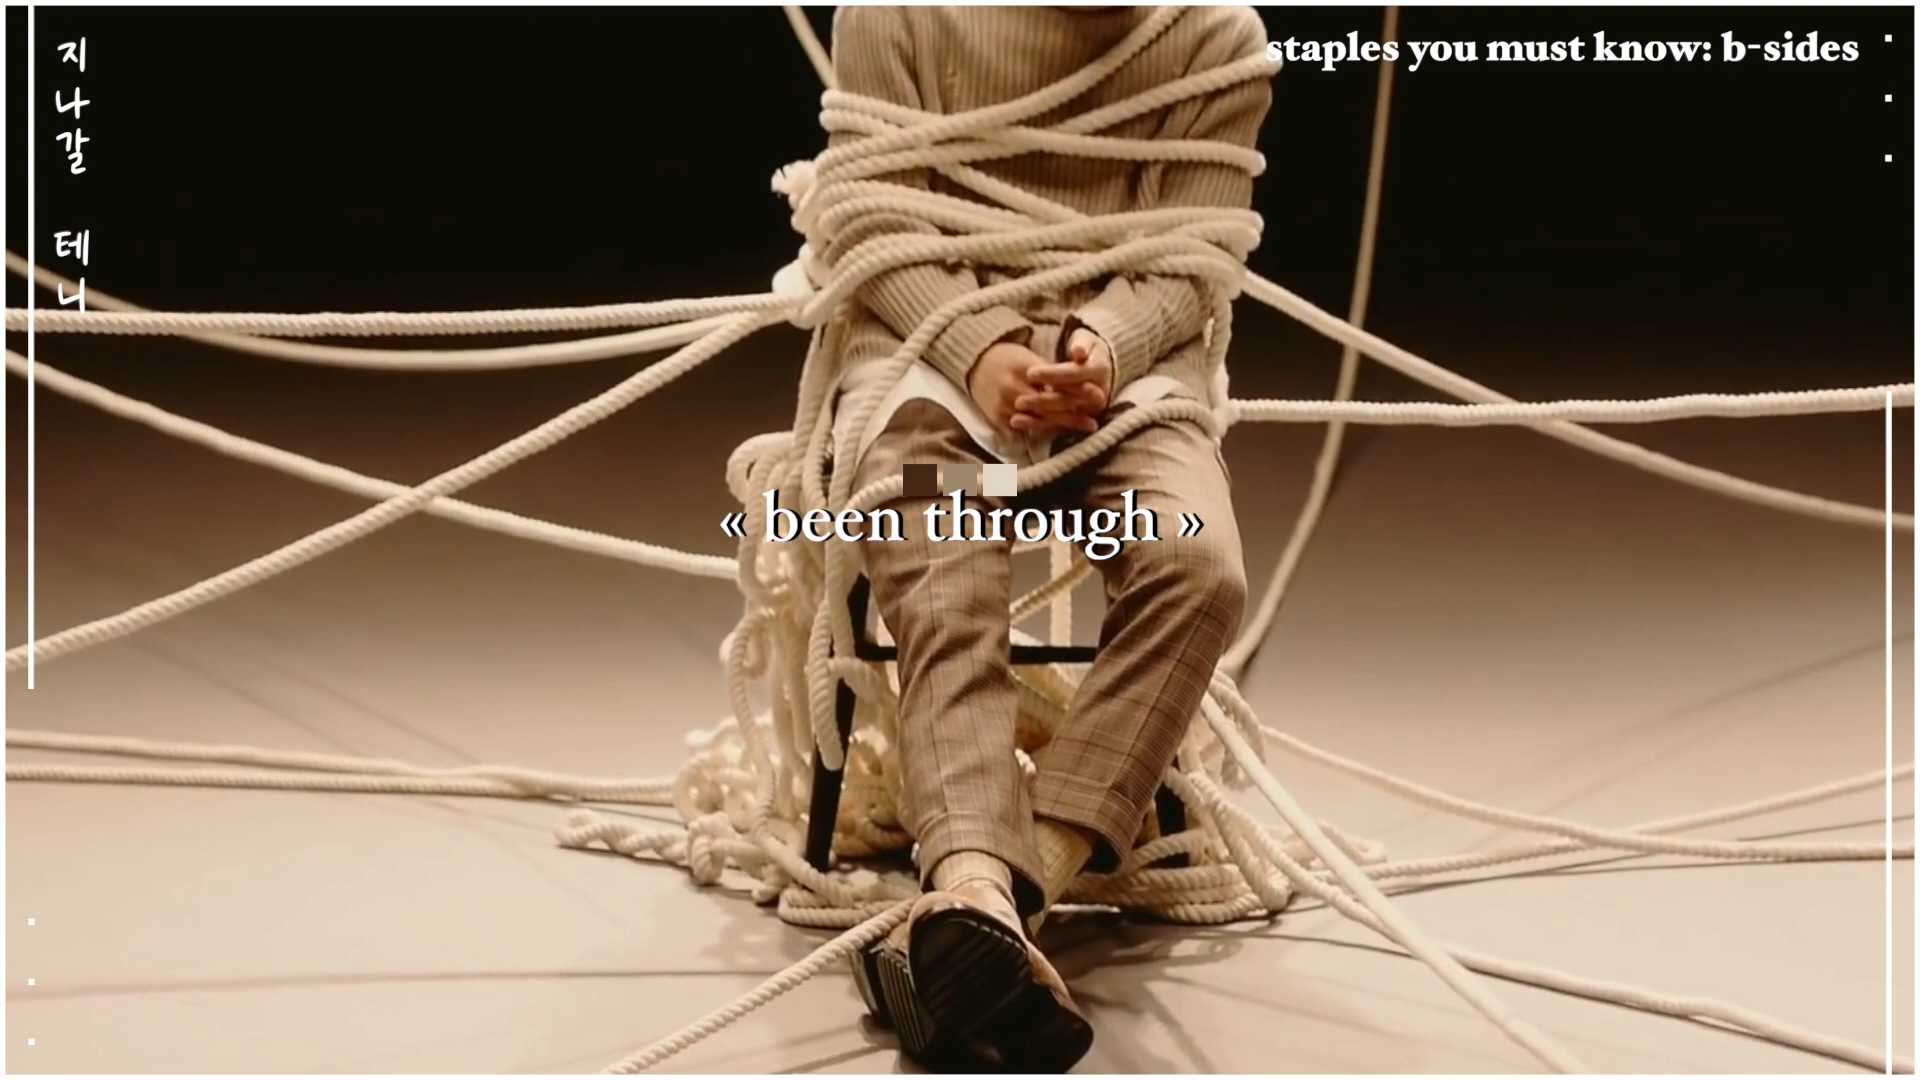 지나갈 테니
staples you must know: b-sides
« been through »